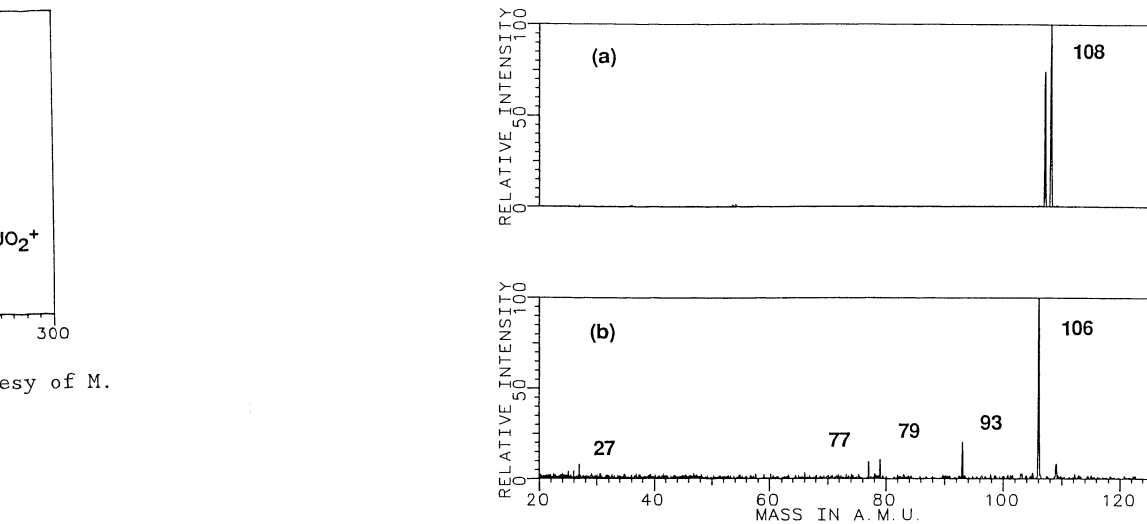 UO₂⁺
300
esy of M.
RELATIVE INTENSITY
100
50
0
(a)
108
RELATIVE INTENSITY
100
50
0
(b)
106
27
77
79
93
20 40 60 80 100 120
MASS IN A.M.U.